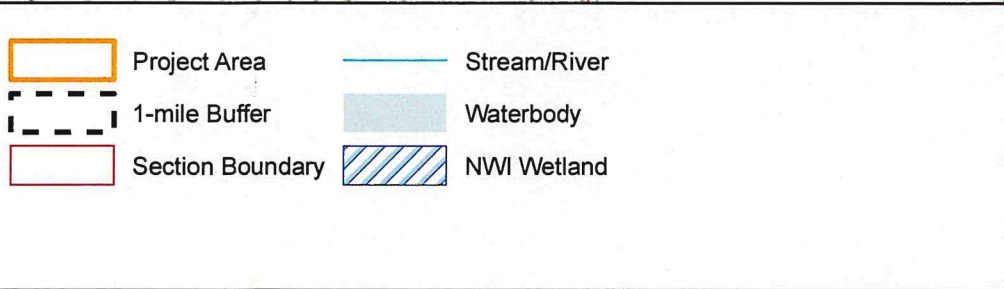 Project Area
1-mile Buffer
Section Boundary
Stream/River
Waterbody
NWI Wetland